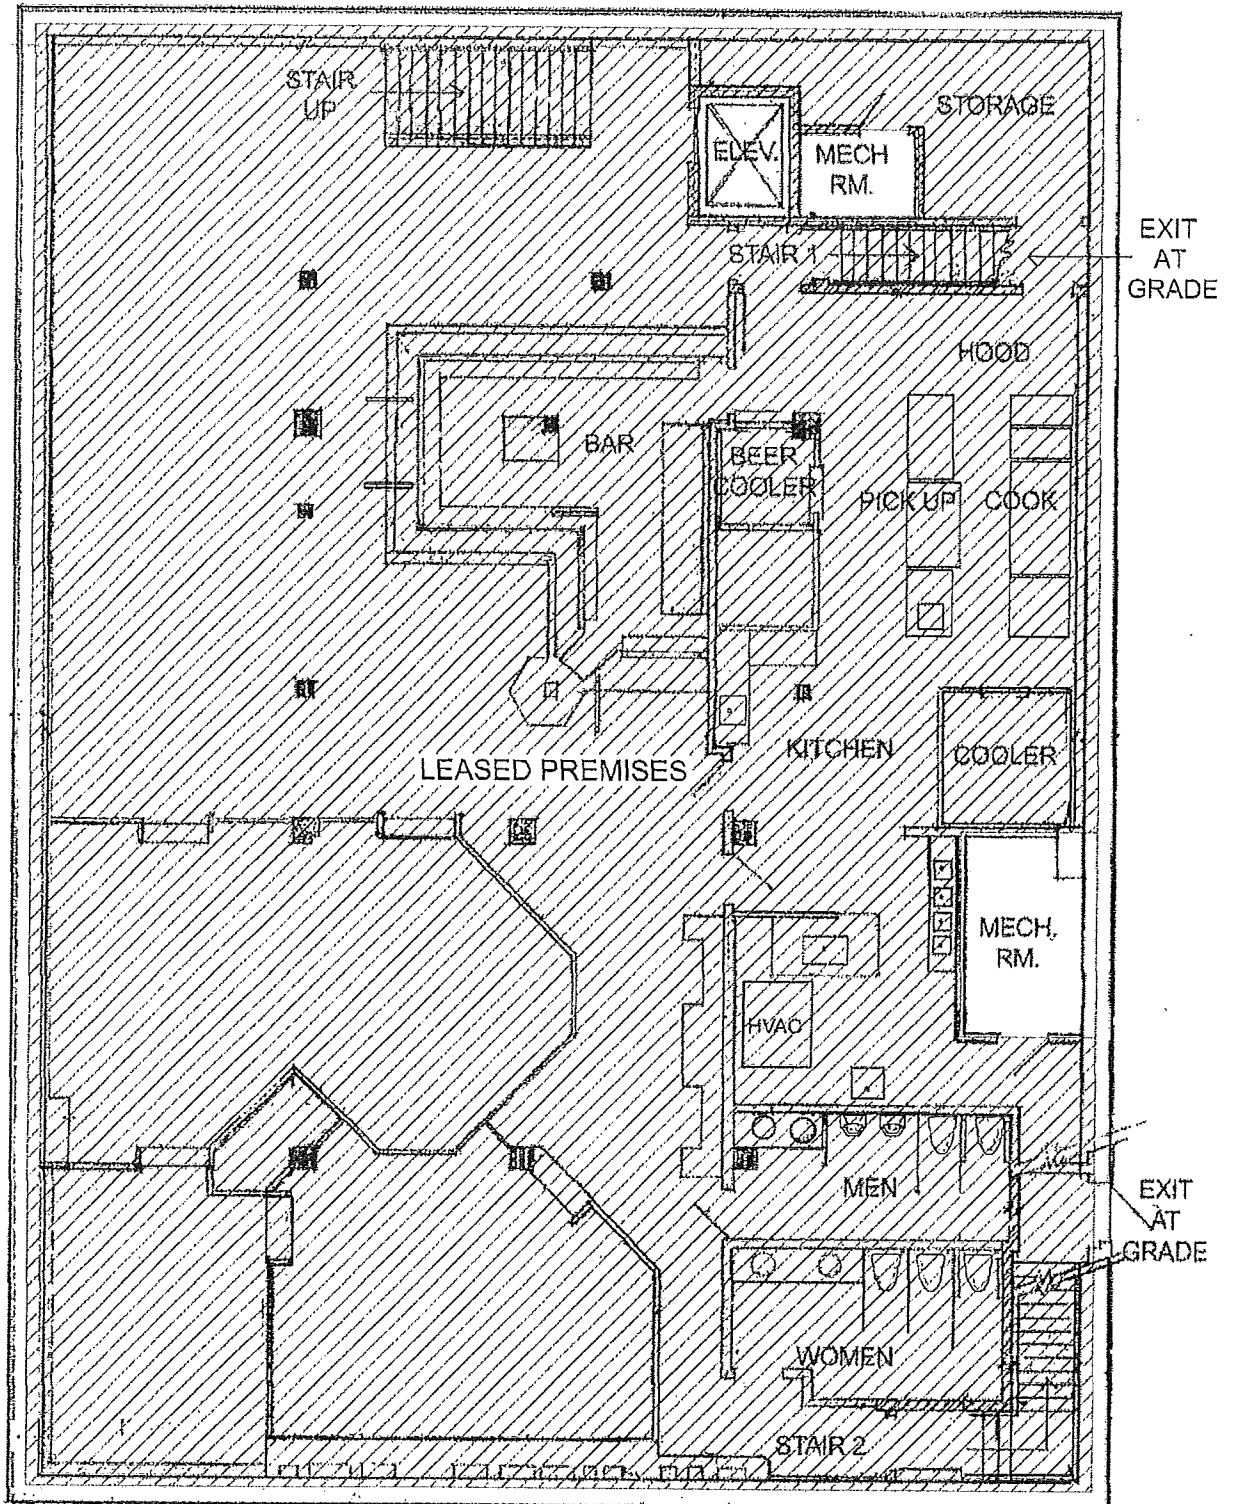 STAIR
UP
STORAGE
ELEV.
MECH
RM.
STAIR 1
EXIT
AT
GRADE
HOOD
BAR
BEER
COOLER
PICK UP
COOK
KITCHEN
COOLER
LEASED PREMISES
MECH.
RM.
HVAC
MEN
EXIT
AT
GRADE
WOMEN
STAIR 2